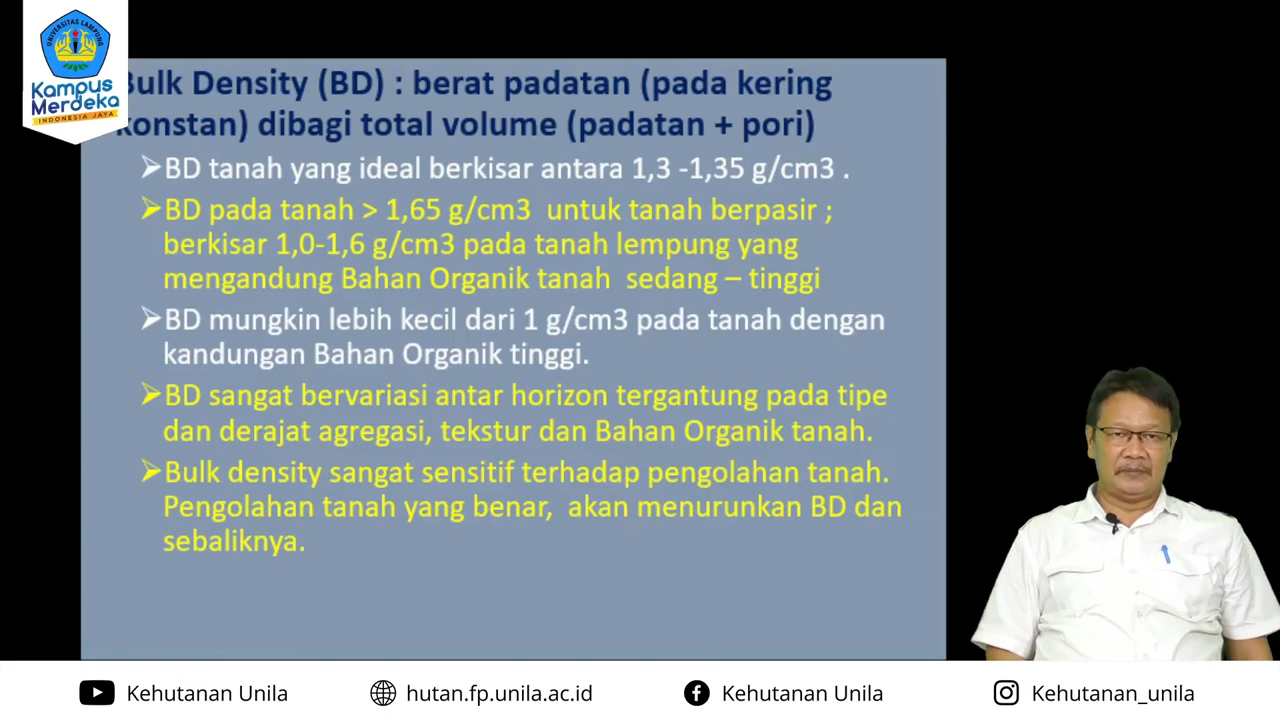 UNIVERSITAS LAMPUNG
Kampus
Merdeka
INDONESIA JAYA
Bulk Density (BD) : berat padatan (pada kering
konstan) dibagi total volume (padatan + pori)
➢BD tanah yang ideal berkisar antara 1,3 -1,35 g/cm3 .
➢BD pada tanah > 1,65 g/cm3 untuk tanah berpasir ;
berkisar 1,0-1,6 g/cm3 pada tanah lempung yang
mengandung Bahan Organik tanah sedang – tinggi
➢BD mungkin lebih kecil dari 1 g/cm3 pada tanah dengan
kandungan Bahan Organik tinggi.
➢BD sangat bervariasi antar horizon tergantung pada tipe
dan derajat agregasi, tekstur dan Bahan Organik tanah.
➢Bulk density sangat sensitif terhadap pengolahan tanah.
Pengolahan tanah yang benar, akan menurunkan BD dan
sebaliknya.
Kehutanan Unila
hutan.fp.unila.ac.id
Kehutanan Unila
Kehutanan_unila